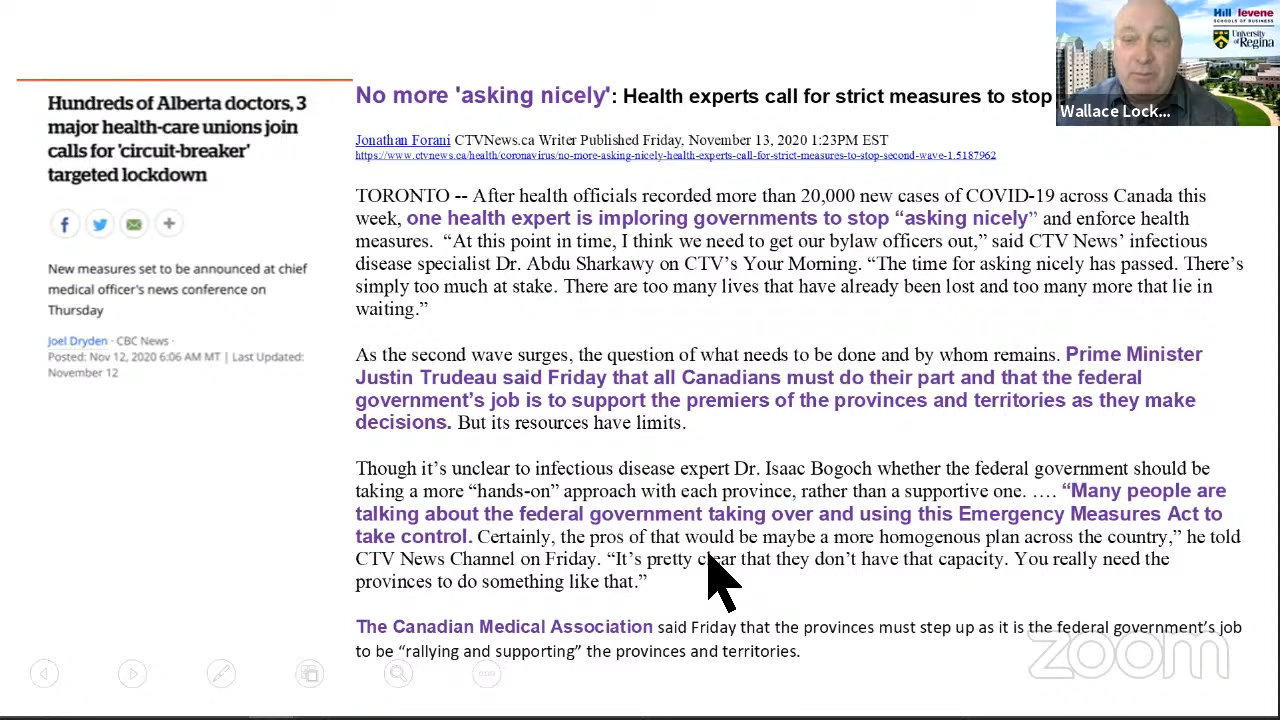 Hundreds of Alberta doctors, 3
major health-care unions join
calls for 'circuit-breaker'
targeted lockdown
New measures set to be announced at chief
medical officer's news conference on
Thursday
Joel Dryden · CBC News ·
Posted: Nov 12, 2020 6:06 AM MT | Last Updated:
November 12
No more 'asking nicely': Health experts call for strict measures to stop
Jonathan Forani CTVNews.ca Writer Published Friday, November 13, 2020 1:23PM EST
https://www.ctvnews.ca/health/coronavirus/no-more-asking-nicely-health-experts-call-for-strict-measures-to-stop-second-wave-1.5187962
TORONTO -- After health officials recorded more than 20,000 new cases of COVID-19 across Canada this
week, one health expert is imploring governments to stop “asking nicely” and enforce health
measures. “At this point in time, I think we need to get our bylaw officers out,” said CTV News’ infectious
disease specialist Dr. Abdu Sharkawy on CTV’s Your Morning. “The time for asking nicely has passed. There’s
simply too much at stake. There are too many lives that have already been lost and too many more that lie in
waiting.”
As the second wave surges, the question of what needs to be done and by whom remains. Prime Minister
Justin Trudeau said Friday that all Canadians must do their part and that the federal
government’s job is to support the premiers of the provinces and territories as they make
decisions. But its resources have limits.
Though it’s unclear to infectious disease expert Dr. Isaac Bogoch whether the federal government should be
taking a more “hands-on” approach with each province, rather than a supportive one. …. “Many people are
talking about the federal government taking over and using this Emergency Measures Act to
take control. Certainly, the pros of that would be maybe a more homogenous plan across the country,” he told
CTV News Channel on Friday. “It’s pretty clear that they don’t have that capacity. You really need the
provinces to do something like that.”
The Canadian Medical Association said Friday that the provinces must step up as it is the federal government’s job
to be “rallying and supporting” the provinces and territories.
Hill levene
SCHOOLS OF BUSINESS
University
of Regina
Wallace Lock...
zoom